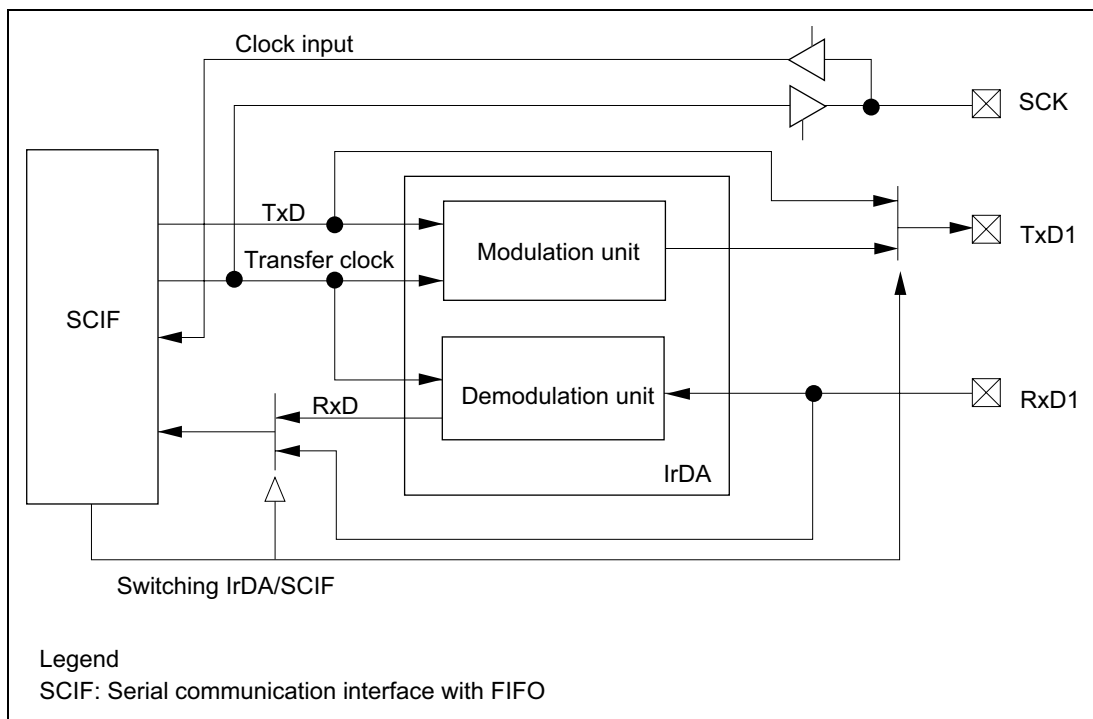 Clock input
SCK
TxD
Modulation unit
TxD1
Transfer clock
SCIF
Demodulation unit
RxD1
RxD
IrDA
Switching IrDA/SCIF
Legend
SCIF: Serial communication interface with FIFO